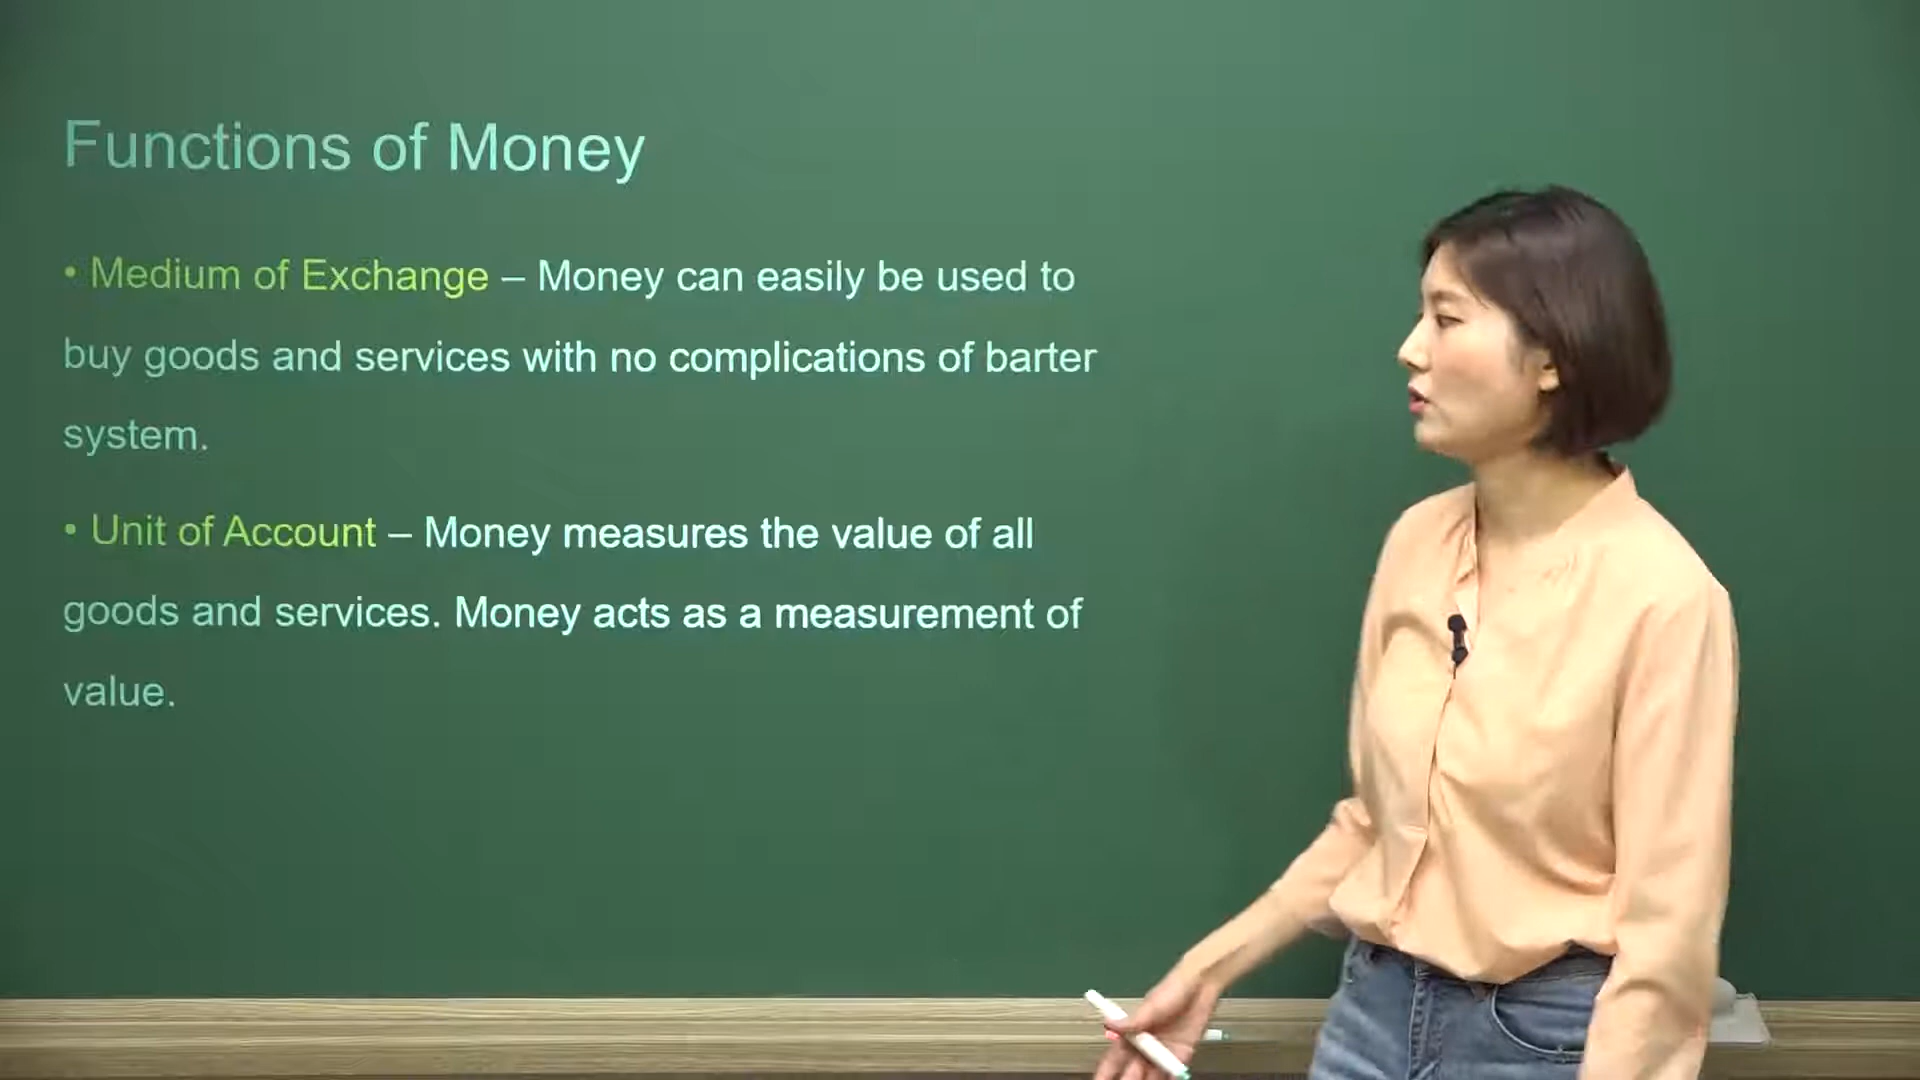 Functions of Money
• Medium of Exchange – Money can easily be used to
buy goods and services with no complications of barter
system.
• Unit of Account – Money measures the value of all
goods and services. Money acts as a measurement of
value.